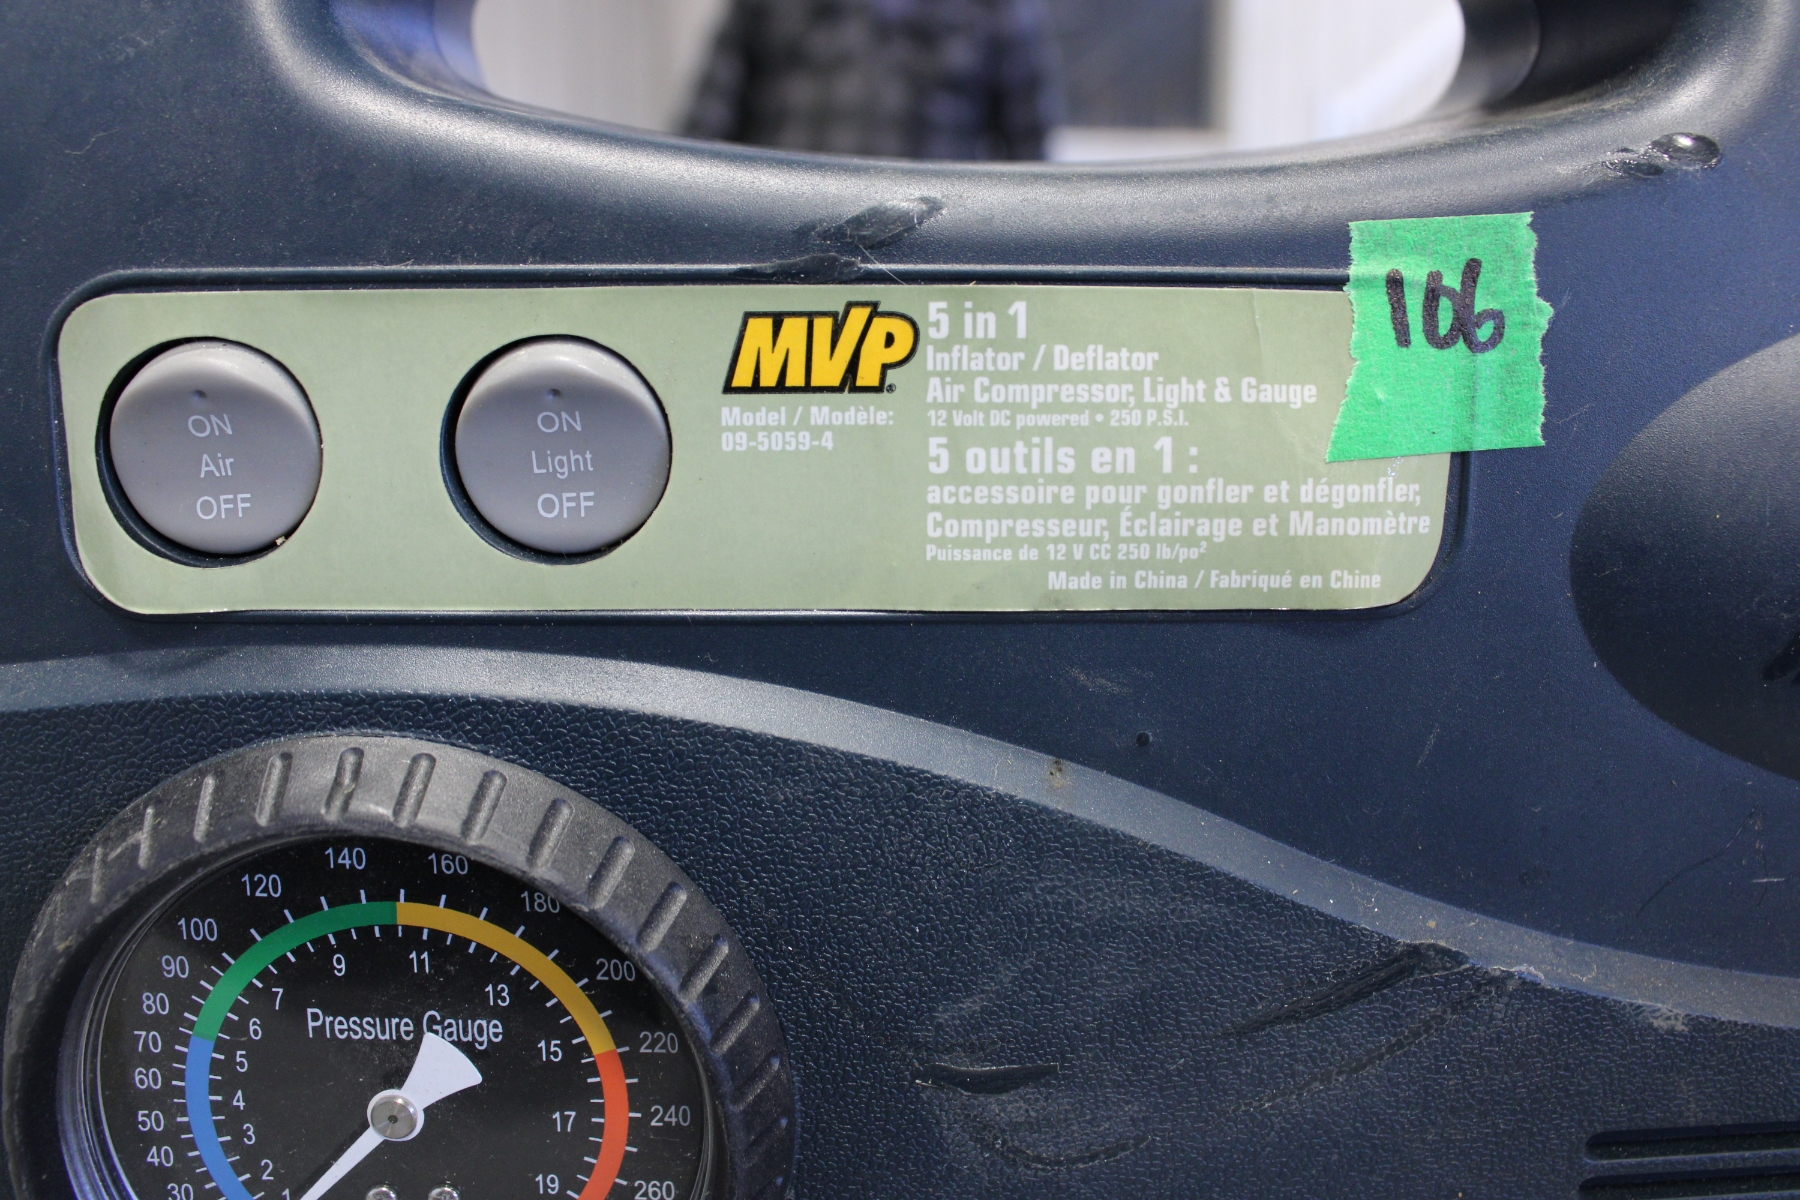 106
MVP
5 in 1
Inflator / Deflator
Air Compressor, Light & Gauge
12 Volt DC powered • 250 P.S.I.
Model / Modèle:
09-5059-4
5 outils en 1 :
accessoire pour gonfler et dégonfler,
Compresseur, Éclairage et Manomètre
Puissance de 12 V CC 250 lb/po²
Made in China / Fabriqué en Chine
ON
Air
OFF
ON
Light
OFF
30
40
50
60
70
80
90
100
120
140
160
180
200
220
240
260
1
2
3
4
5
6
7
9
11
13
15
17
19
Pressure Gauge